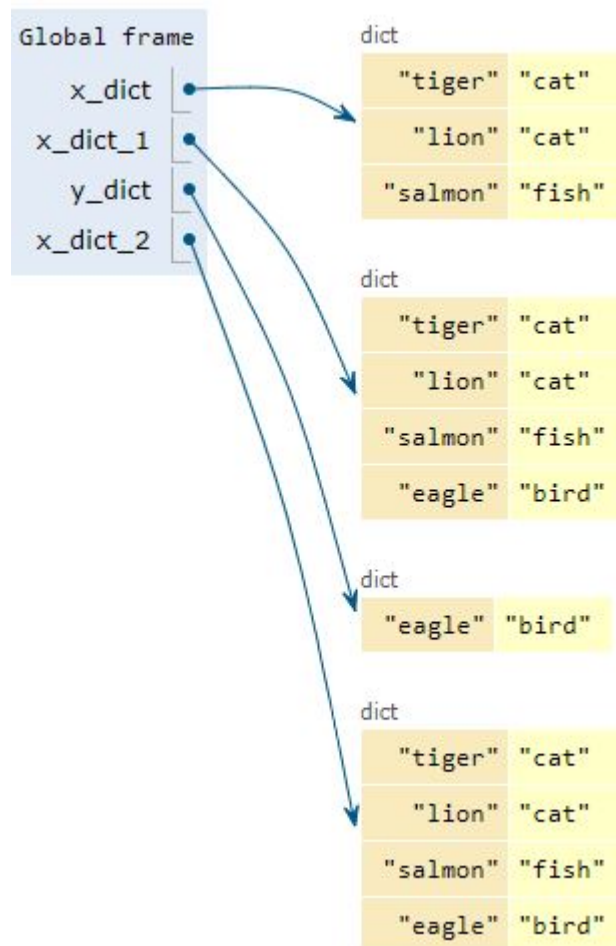 Global frame
x_dict
x_dict_1
y_dict
x_dict_2
dict
"tiger" "cat"
"lion" "cat"
"salmon" "fish"
dict
"tiger" "cat"
"lion" "cat"
"salmon" "fish"
"eagle" "bird"
dict
"eagle" "bird"
dict
"tiger" "cat"
"lion" "cat"
"salmon" "fish"
"eagle" "bird"